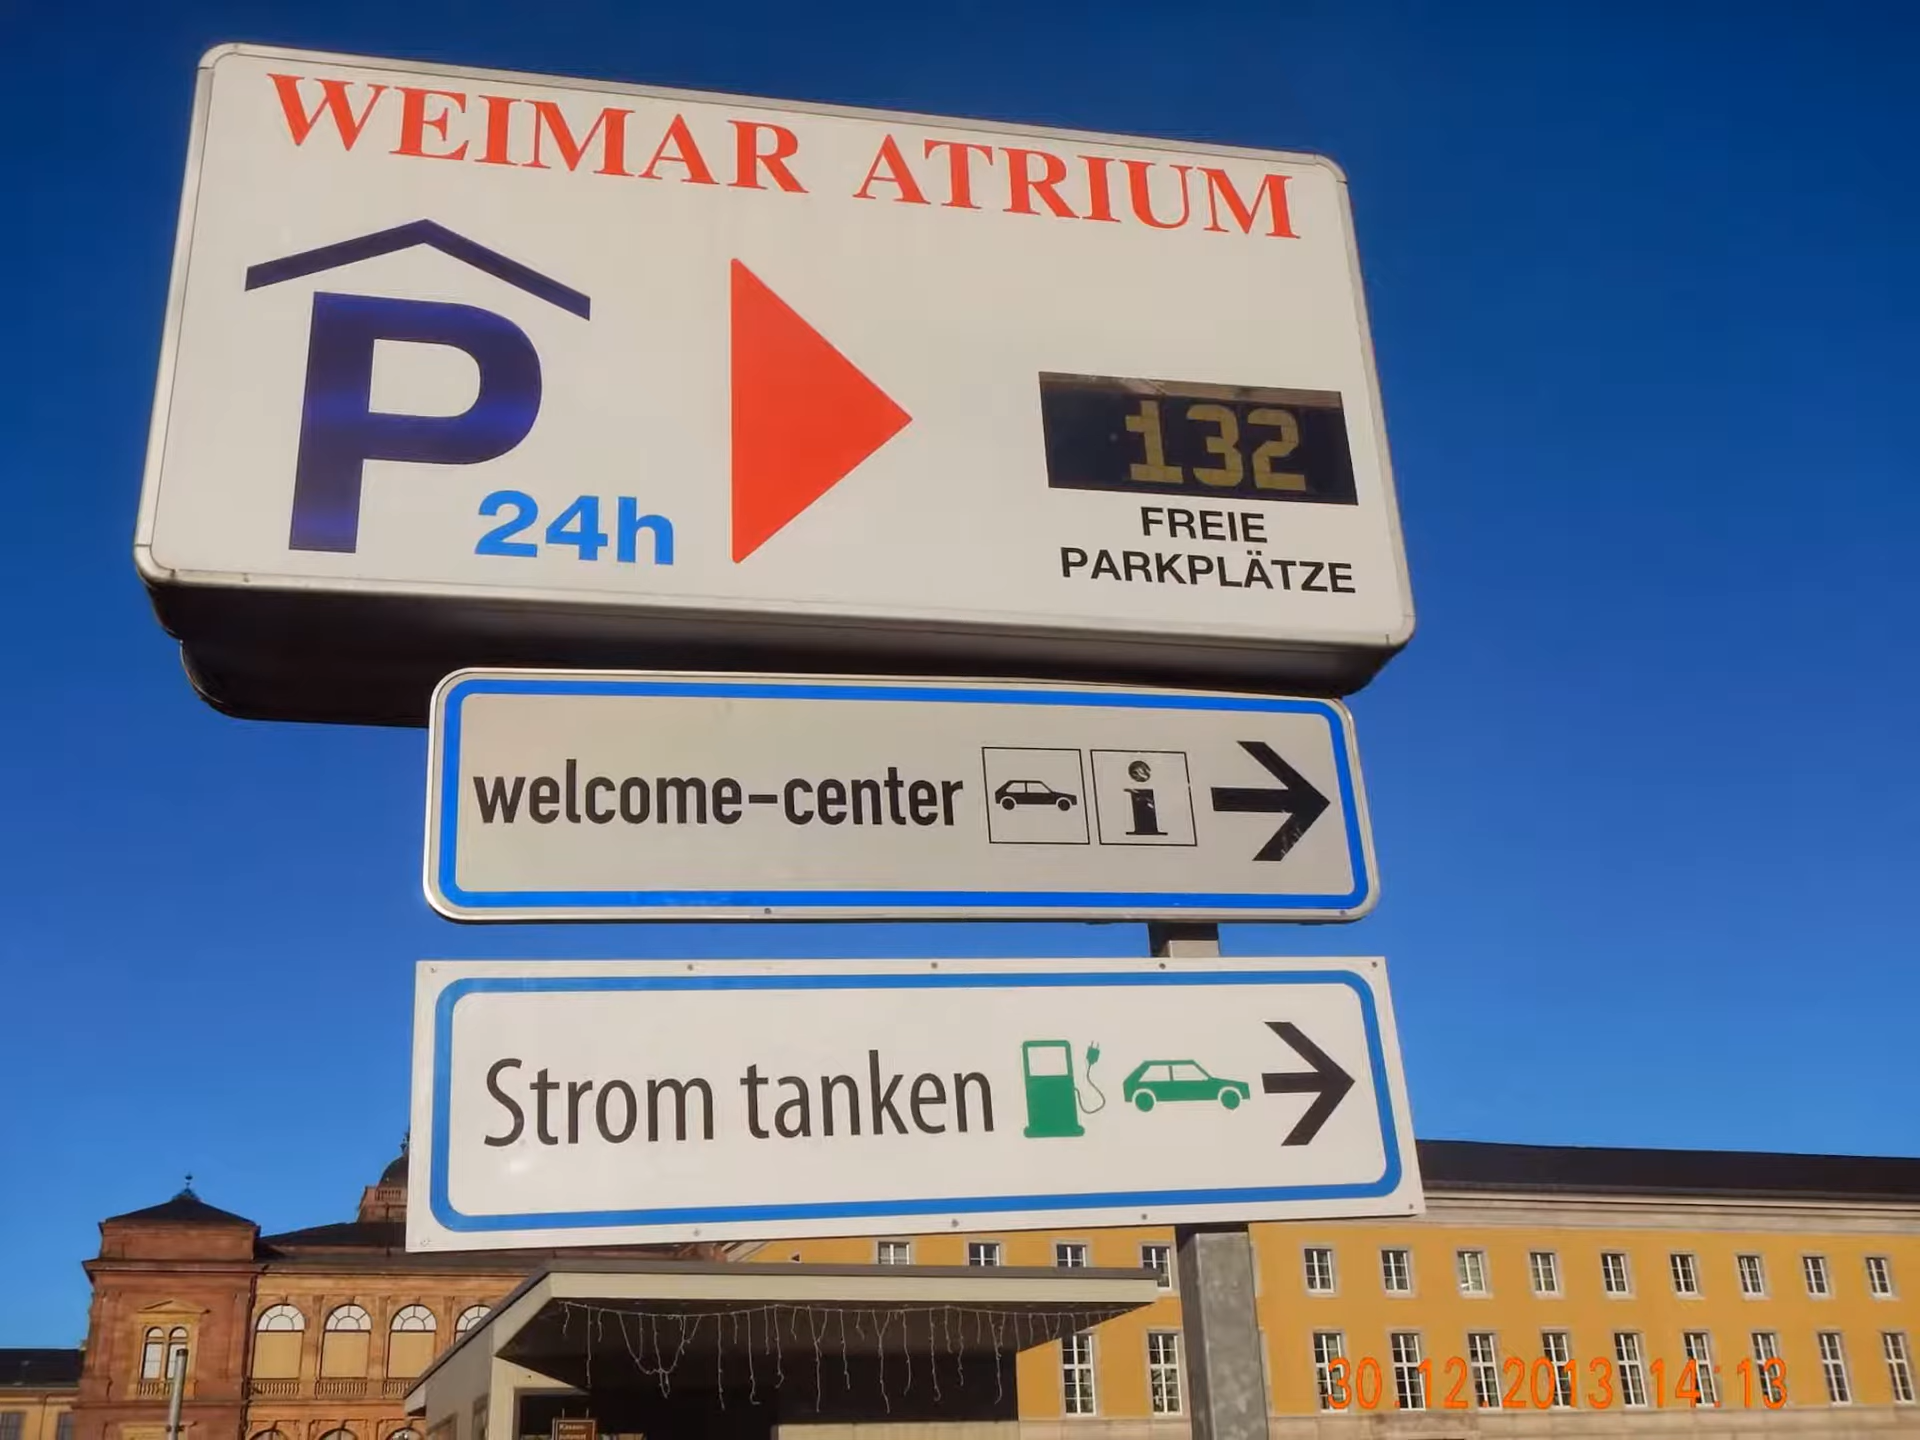 WEIMAR ATRIUM
P
24h
132
FREIE
PARKPLÄTZE
welcome-center
i
Strom tanken
30.12.2013 14:13